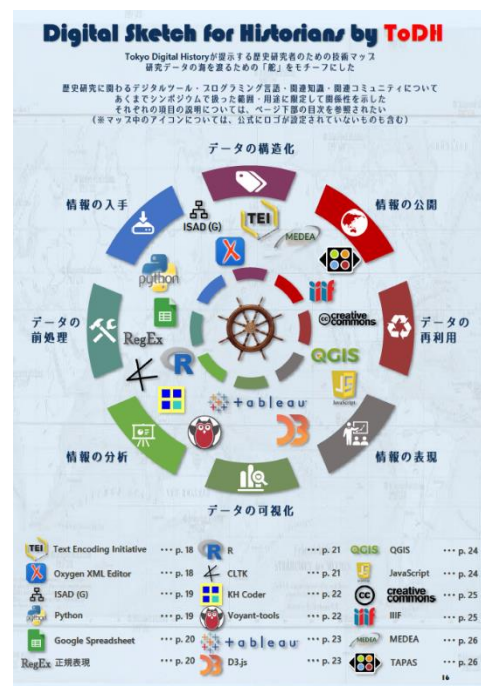 Digital Sketch for Historians by ToDH
Tokyo Digital Historyが提示する歴史研究者のための技術マップ
研究データの海を渡るための「舵」をモチーフにした
歴史研究に関わるデジタルツール・プログラミング言語・関連知識・関連コミュニティについて
あくまでシンポジウムで扱った範囲・用途に限定して関係性を示した
それぞれの項目の説明については、ページ下部の目次を参照されたい
(※マップ中のアイコンについては、公式にロゴが設定されていないものも含む)
データの構造化
情報の入手
情報の公開
ISAD (G)
TEI
MEDEA
python
iiif
データの
前処理
RegEx
cc creative
commons
データの
再利用
R
QGIS
JavaScript
+ a b l e a u
D3
情報の分析
情報の表現
データの可視化
TEI Text Encoding Initiative ・・・ p. 18
R R ・・・ p. 21
QGIS QGIS ・・・ p. 24
Oxygen XML Editor ・・・ p. 18
CLTK ・・・ p. 21
JavaScript ・・・ p. 24
ISAD (G) ・・・ p. 19
KH Coder ・・・ p. 22
cc creative commons ・・・ p. 25
python Python ・・・ p. 19
Voyant-tools ・・・ p. 22
iiif IIIF ・・・ p. 25
Google Spreadsheet ・・・ p. 20
+ a b l e a u ・・・ p. 23
MEDEA MEDEA ・・・ p. 26
RegEx 正規表現 ・・・ p. 20
D3 D3.js ・・・ p. 23
TAPAS ・・・ p. 26
16